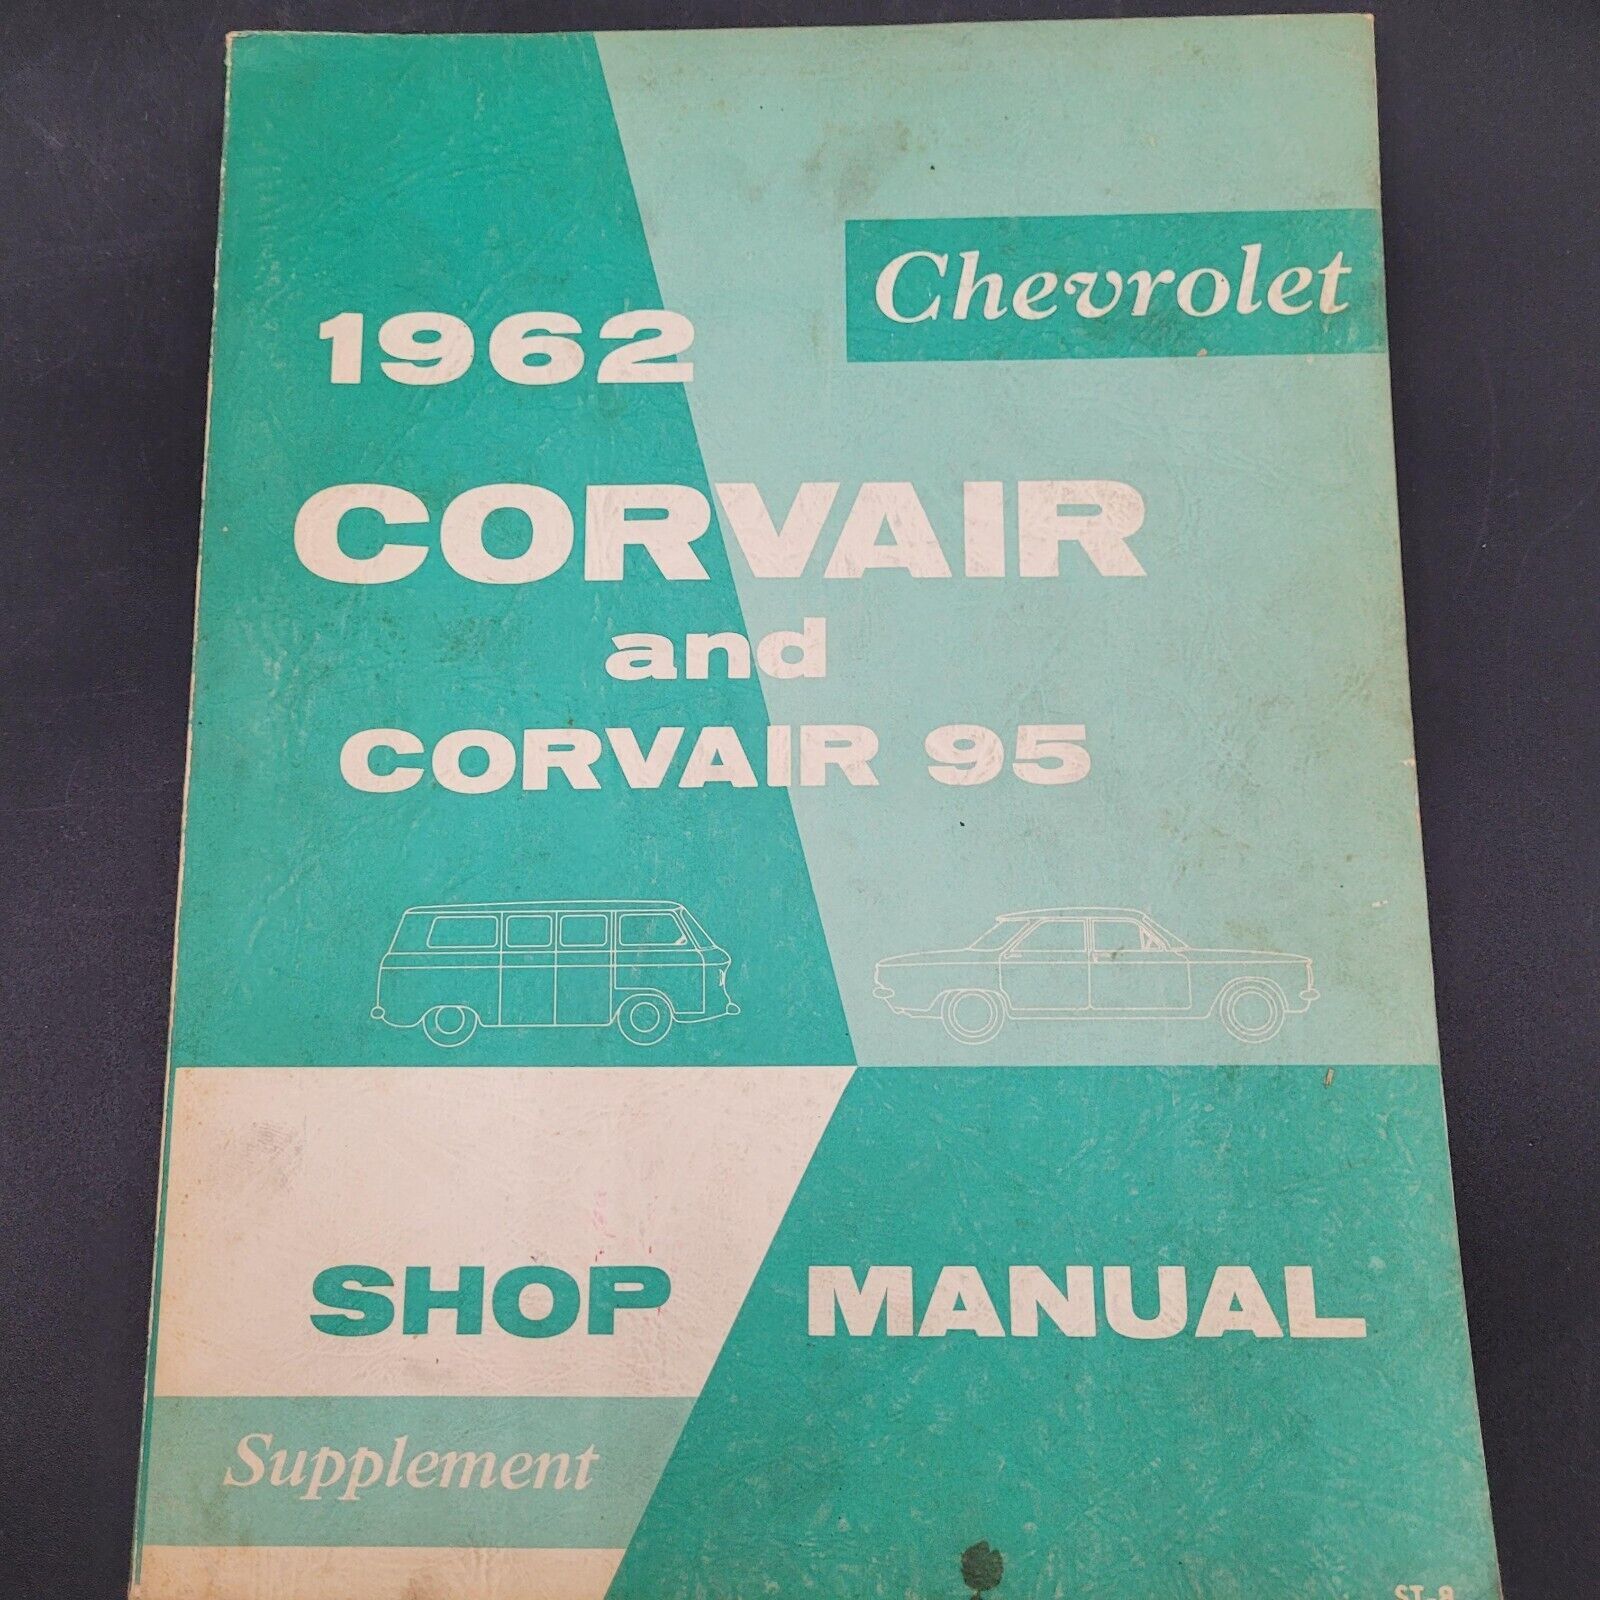 Chevrolet
1962
CORVAIR
and
CORVAIR 95
SHOP MANUAL
Supplement